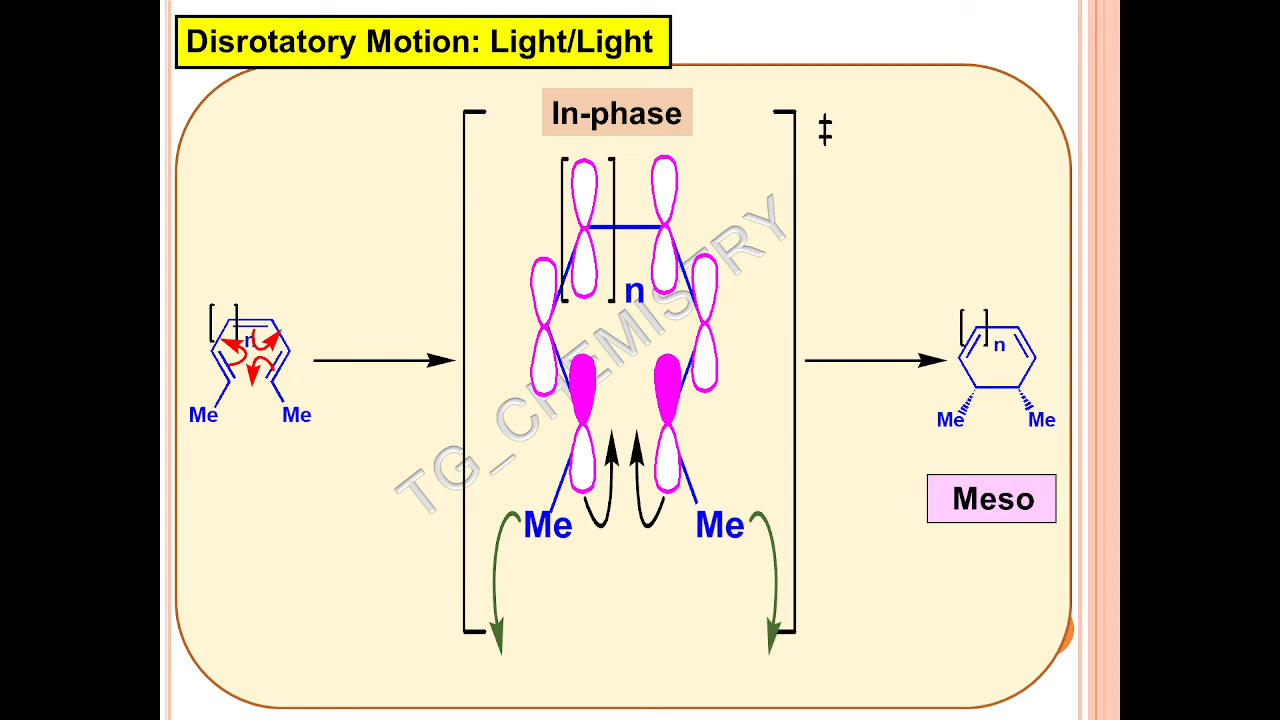 Disrotatory Motion: Light/Light
In-phase
‡
n
n
Me Me
TG_CHEMISTRY
Me Me
n
Me Me
Meso